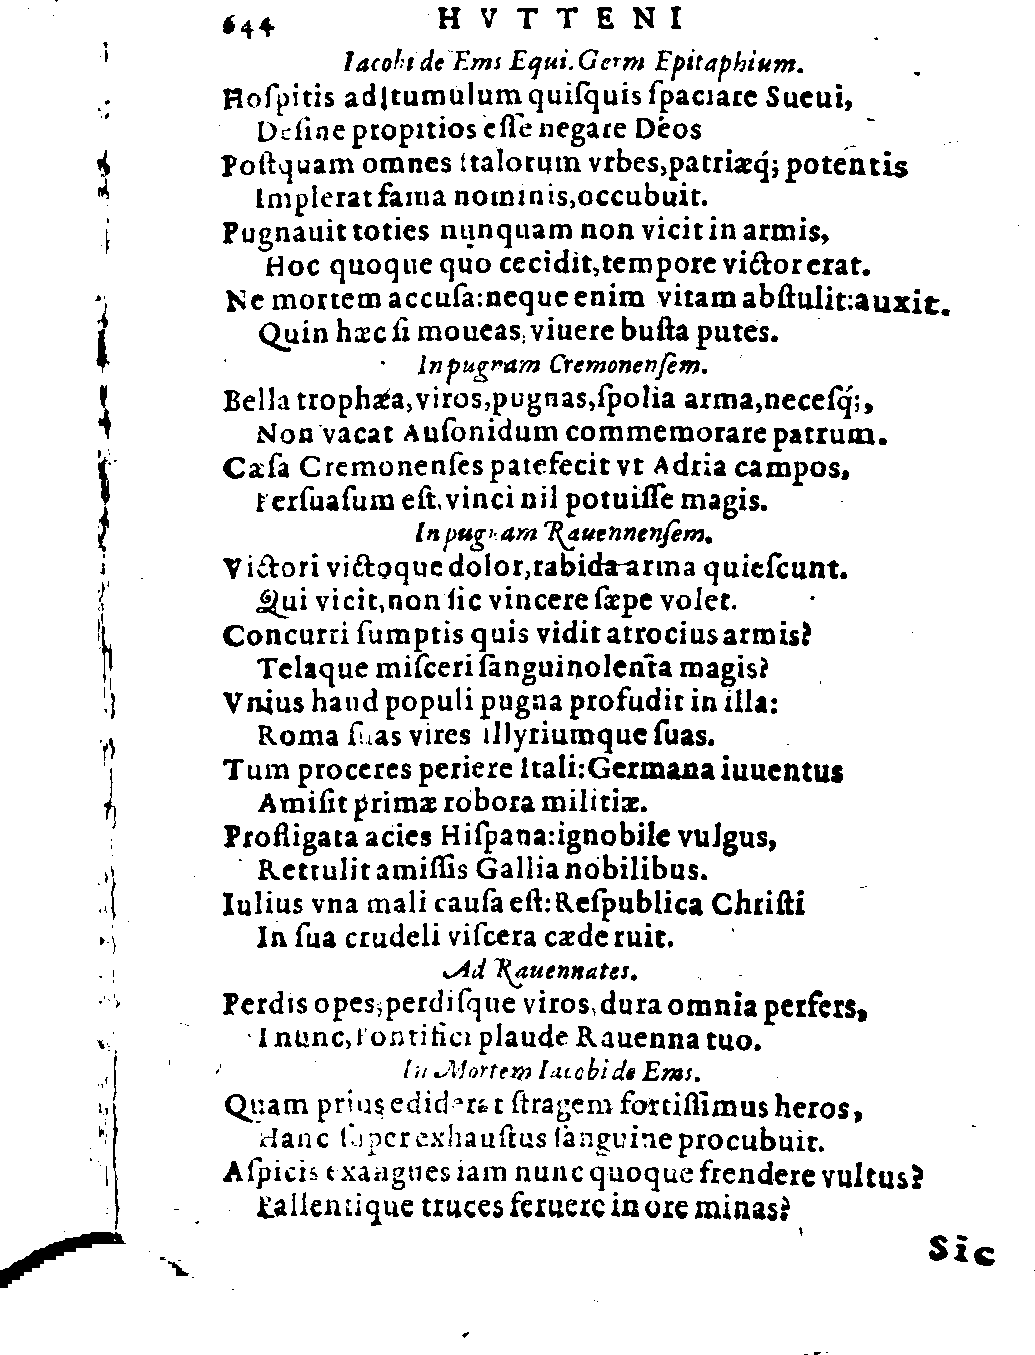 644 HVTTENI
Iacobi de Ems Equi. Germ Epitaphium.
Hoſpitis ad tumulum quiſquis ſpaciare Sueui,
Deſine propitios eſſe negare Deos
Poſtquam omnes Italorum vrbes,patriæq́; potentis
Implerat fama nominis,occubuit.
Pugnauit toties nunquam non vicit in armis,
Hoc quoque quo cecidit,tempore victor erat.
Ne mortem accuſa:neque enim vitam abſtulit:auxit.
Quin hæc ſi moueas,viuere buſta putes.
In pugnam Cremonenſem.
Bella trophæa,viros,pugnas,ſpolia arma,neceſq́;,
Non vacat Auſonidum commemorare patrum.
Cæſa Cremonenſes patefecit vt Adria campos,
Perſuaſum eſt,vinci nil potuiſſe magis.
In pugnam Rauennenſem.
Victori victoque dolor,rabida arma quieſcunt.
Qui vicit,non ſic vincere ſæpe volet.
Concurri ſumptis quis vidit atrocius armis?
Telaque miſceri ſanguinolenta magis?
Vnius haud populi pugna profudit in illa:
Roma ſuas vires Illyriumque ſuas.
Tum proceres periere Itali:Germana iuuentus
Amiſit primæ robora militiæ.
Profligata acies Hiſpana:ignobile vulgus,
Rettulit amiſſis Gallia nobilibus.
Iulius vna mali cauſa eſt:Reſpublica Chriſti
In ſua crudeli viſcera cæde ruit.
Ad Rauennates.
Perdis opes,perdiſque viros,dura omnia perfers,
I nunc,Pontifici plaude Rauenna tuo.
In Mortem Iacobi de Ems.
Quam prius ediderat ſtragem fortiſſimus heros,
Hanc ſuper exhauſtus ſanguine procubuit.
Aſpicis exangues iam nunc quoque frendere vultus?
Pallentique truces feruere in ore minas?
Sic